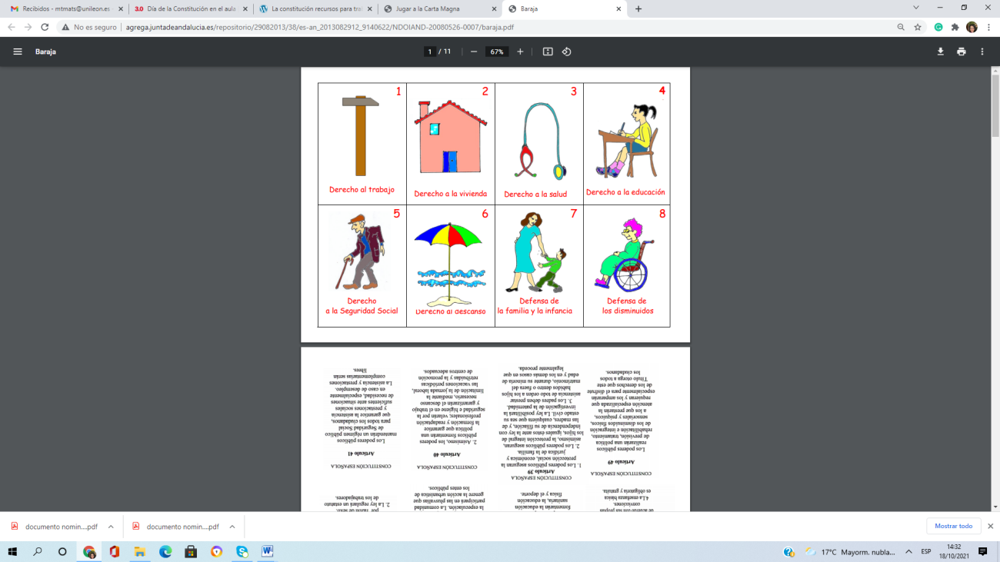 Recibidos - mtmats@unileon.es -
3.0 Día de la Constitución en el aula
La constitución recursos para tra
Jugar a la Carta Magna
Baraja
No es seguro | agrega.juntadeandalucia.es/repositorio/29082013/38/es-an_2013082912_9140622/NDOIAND-20080526-0007/baraja.pdf
Baraja
1 / 11
67%
1
2
3
4
Derecho al trabajo
Derecho a la vivienda
Derecho a la salud
Derecho a la educación
5
6
7
8
Derecho
a la Seguridad Social
Derecho al descanso
Defensa de
la familia y la infancia
Defensa de
los disminuidos
CONSTITUCIÓN ESPAÑOLA
Artículo 41
Los poderes públicos
mantendrán un régimen público
de Seguridad Social
para todos los ciudadanos,
que garantice la asistencia
y prestaciones sociales
suficientes ante situaciones
de necesidad, especialmente
en caso de desempleo.
La asistencia y prestaciones
complementarias serán
libres.
CONSTITUCIÓN ESPAÑOLA
Artículo 40
2. Asimismo, los poderes
públicos fomentarán una
política que garantice
la formación y readaptación
profesionales; velarán por la
seguridad e higiene en el trabajo
y garantizarán el descanso
necesario, mediante la
limitación de la jornada laboral,
las vacaciones periódicas
retribuidas y la promoción
de centros adecuados.
CONSTITUCIÓN ESPAÑOLA
Artículo 39
1. Los poderes públicos aseguran la
protección social, económica y
jurídica de la familia.
2. Los poderes públicos aseguran,
asimismo, la protección integral de
los hijos, iguales éstos ante la ley con
independencia de su filiación, y de
las madres, cualquiera que sea su
estado civil. La ley posibilitará la
investigación de la paternidad.
3. Los padres deben prestar
asistencia de todo orden a los hijos
habidos dentro o fuera del
matrimonio, durante su minoría de
edad y en los demás casos en que
legalmente proceda.
CONSTITUCIÓN ESPAÑOLA
Artículo 49
Los poderes públicos
realizarán una política
de previsión, tratamiento,
rehabilitación e integración
de los disminuidos físicos,
sensoriales y psíquicos,
a los que prestarán la
atención especializada que
requieran y los ampararán
especialmente para el disfrute
de los derechos que este
Título otorga a todos
los ciudadanos.
por razón de sexo.
2. La ley regulará un estatuto
de los trabajadores.
la especulación. La comunidad
participará en las plusvalías que
genere la acción urbanística de
los entes públicos.
fomentarán la educación
sanitaria, la educación
física y el deporte.
de acuerdo con sus propias
convicciones.
4.La enseñanza básica
es obligatoria y gratuita.
documento nomin....pdf
documento nomin....pdf
Mostrar todo
17°C Mayorm. nubla...
ESP
14:32
18/10/2021